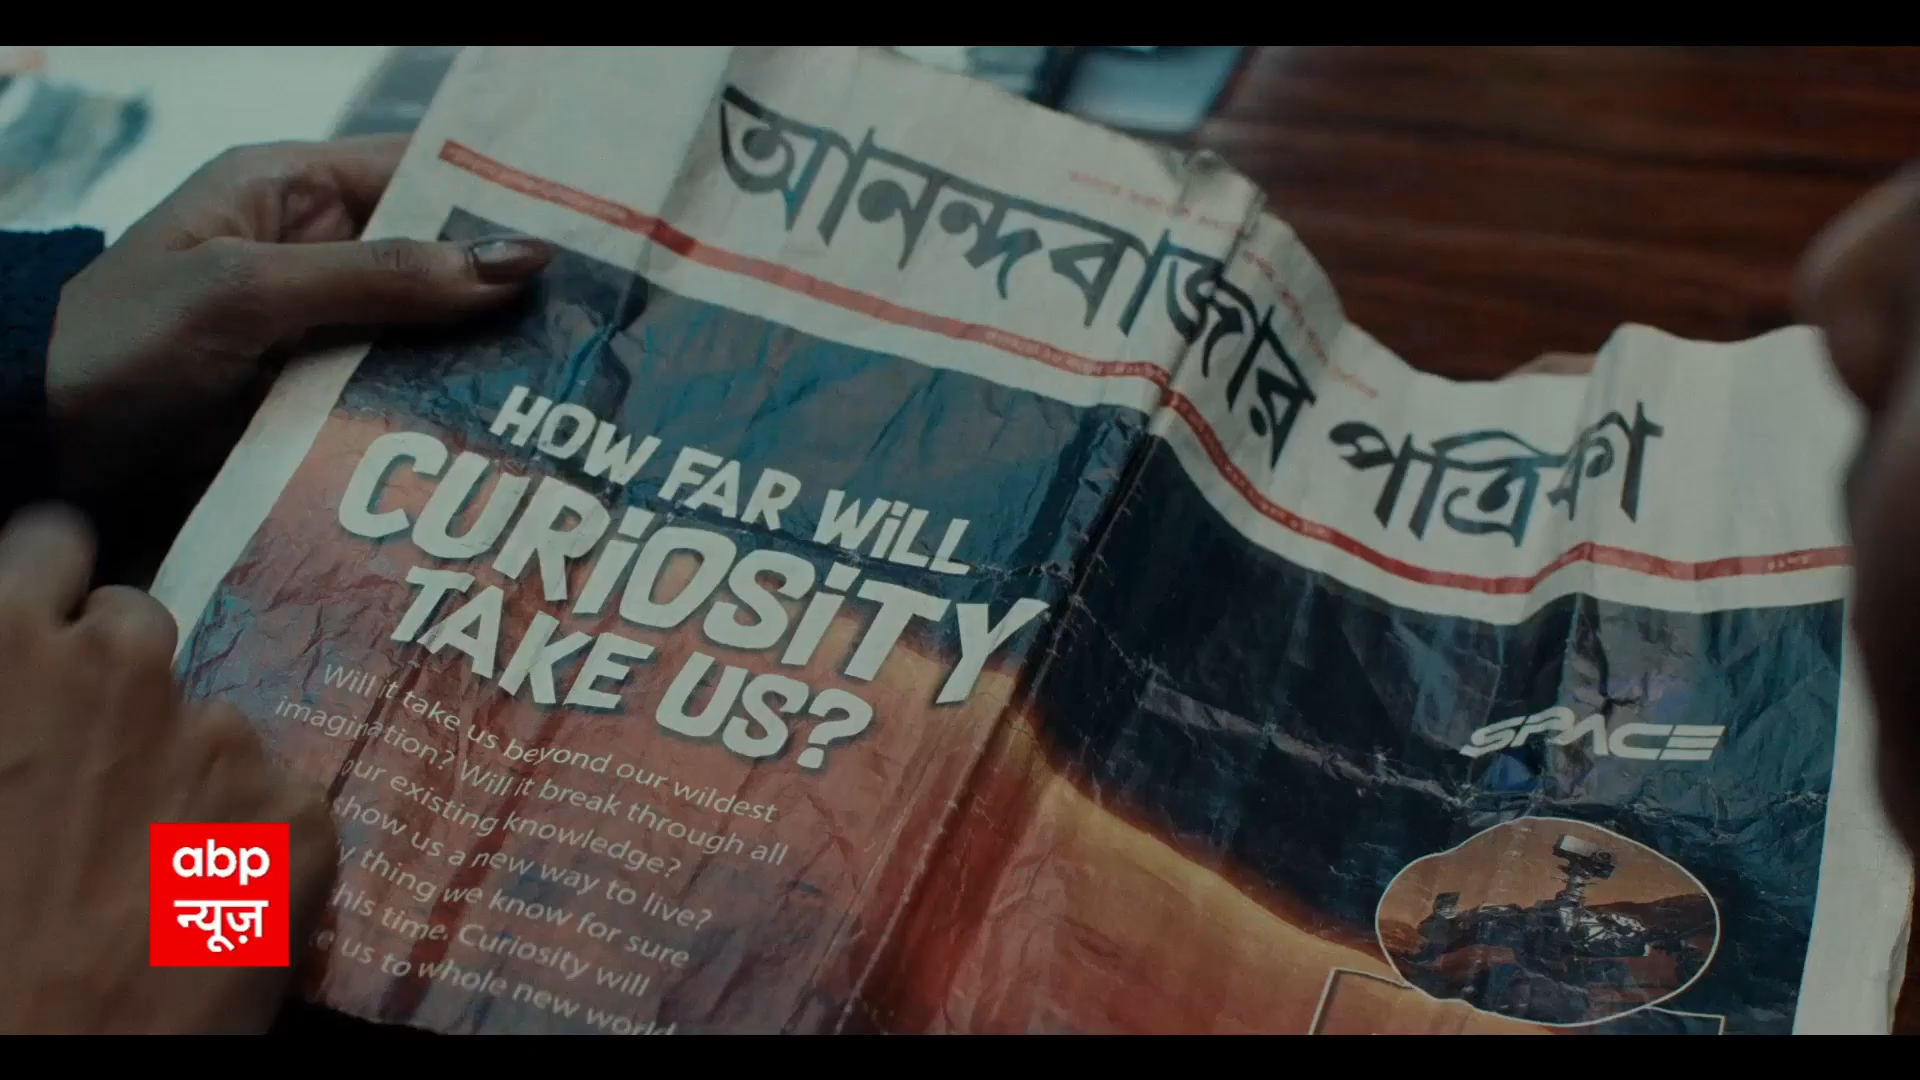 আনন্দবাজার পত্রিকা
HOW FAR WiLL
CURiOSiTY
TAKE US?
Will it take us beyond our wildest
imagination? Will it break through all
our existing knowledge?
show us a new way to live?
thing we know for sure
this time. Curiosity will
us to whole new world
SPACE
abp
न्यूज़